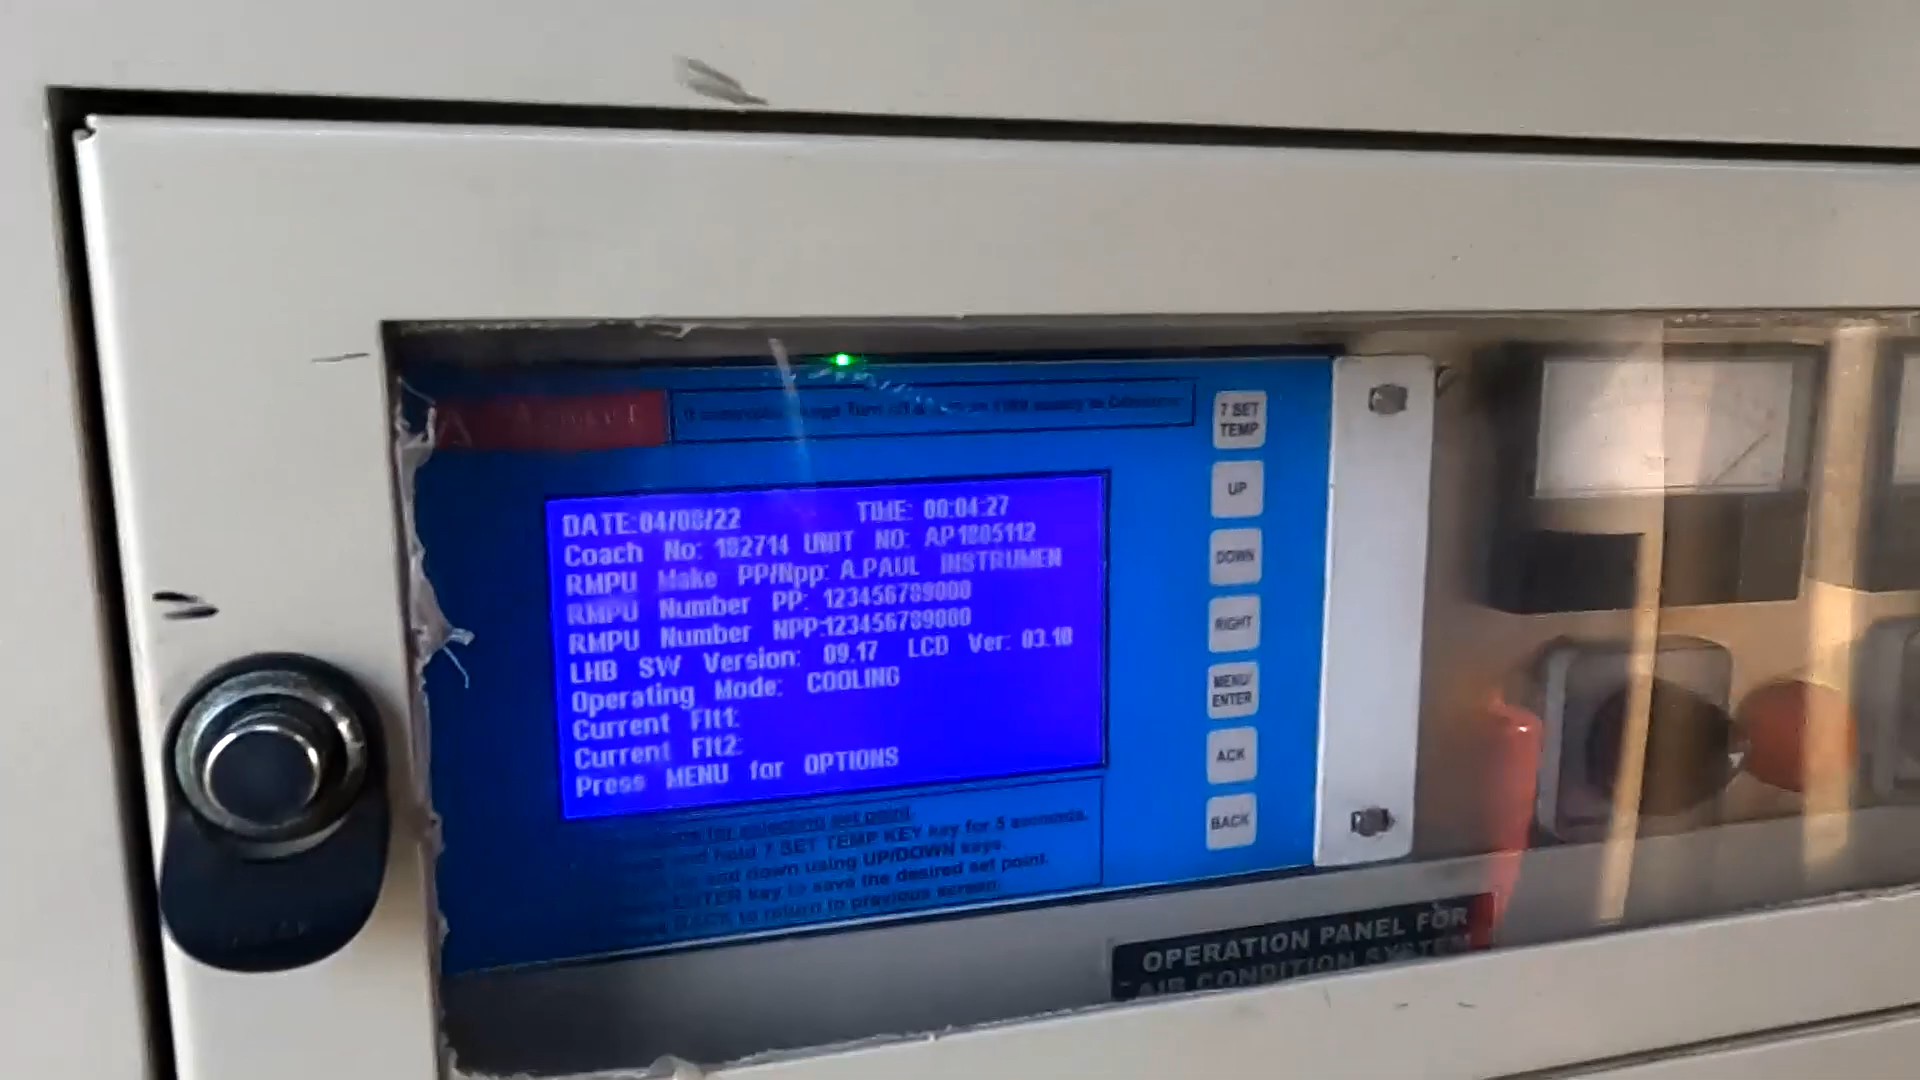 7 SET
TEMP
UP
DOWN
RIGHT
MENU/
ENTER
ACK
BACK
DATE:04/08/22 TIME: 00:04:27
Coach No: 182714 UNIT NO: AP1805112
RMPU Make PP/Npp: A.PAUL INSTRUMEN
RMPU Number PP: 123456789000
RMPU Number NPP:123456789000
LHB SW Version: 09.17 LCD Ver: 03.10
Operating Mode: COOLING
Current Flt1:
Current Flt2:
Press MENU for OPTIONS
for selecting set point.
and hold 7 SET TEMP KEY key for 5 seconds.
and down using UP/DOWN keys.
ENTER key to save the desired set point.
BACK to return to previous screen.
OPERATION PANEL FOR
AIR CONDITION SYSTEM